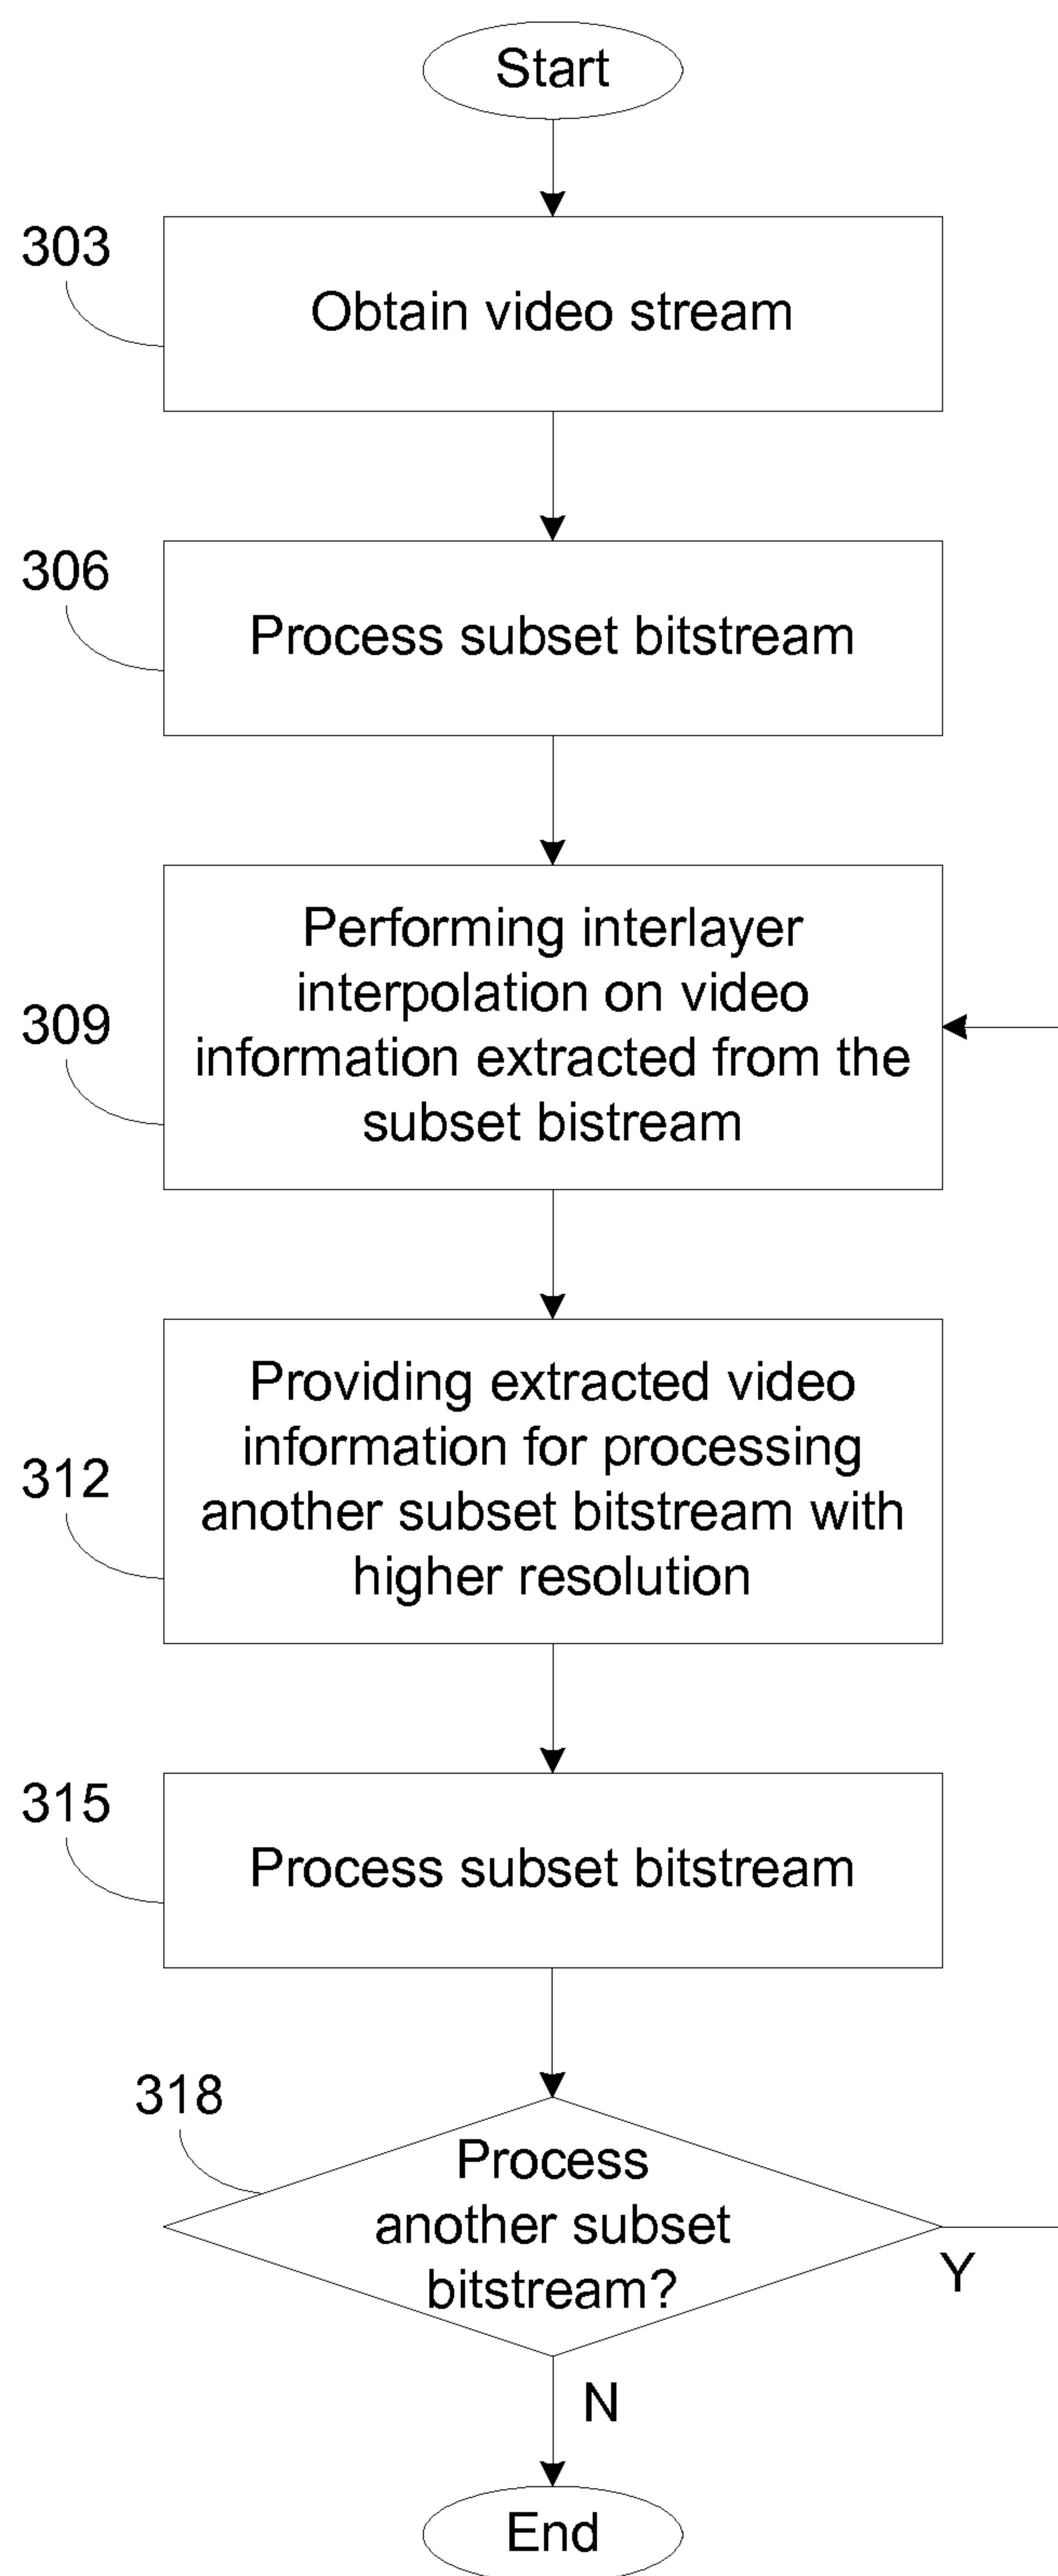 Start
303
Obtain video stream
306
Process subset bitstream
309
Performing interlayer
interpolation on video
information extracted from the
subset bistream
312
Providing extracted video
information for processing
another subset bitstream with
higher resolution
315
Process subset bitstream
318
Process
another subset
bitstream?
Y
N
End